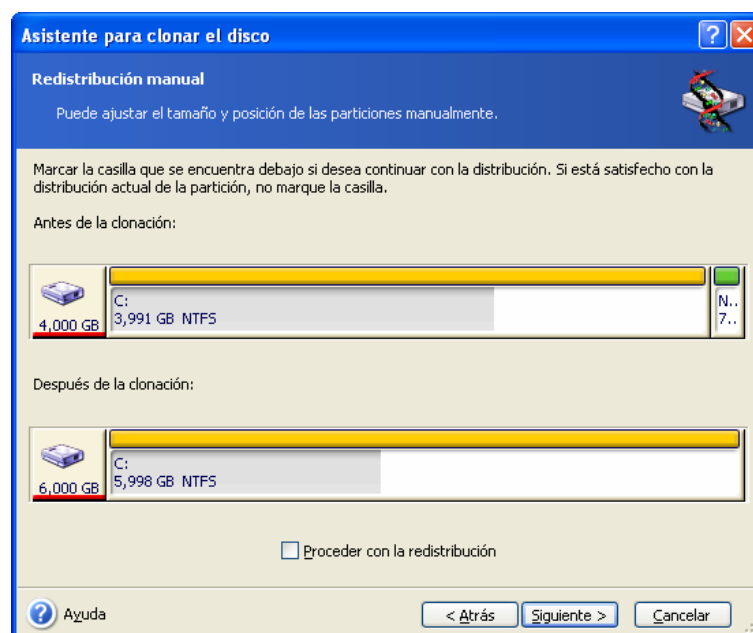 Asistente para clonar el disco
Redistribución manual
Puede ajustar el tamaño y posición de las particiones manualmente.
Marcar la casilla que se encuentra debajo si desea continuar con la distribución. Si está satisfecho con la
distribución actual de la partición, no marque la casilla.
Antes de la clonación:
4,000 GB
C:
3,991 GB NTFS
N..
7..
Después de la clonación:
6,000 GB
C:
5,998 GB NTFS
Proceder con la redistribución
Ayuda
< Atrás
Siguiente >
Cancelar